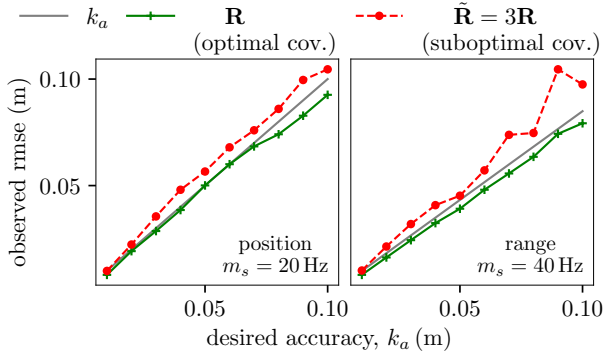 k_a R R̃ = 3R
(optimal cov.) (suboptimal cov.)
observed rmse (m)
0.10
0.05
position
m_s = 20 Hz
range
m_s = 40 Hz
0.05 0.10 0.05 0.10
desired accuracy, k_a (m)